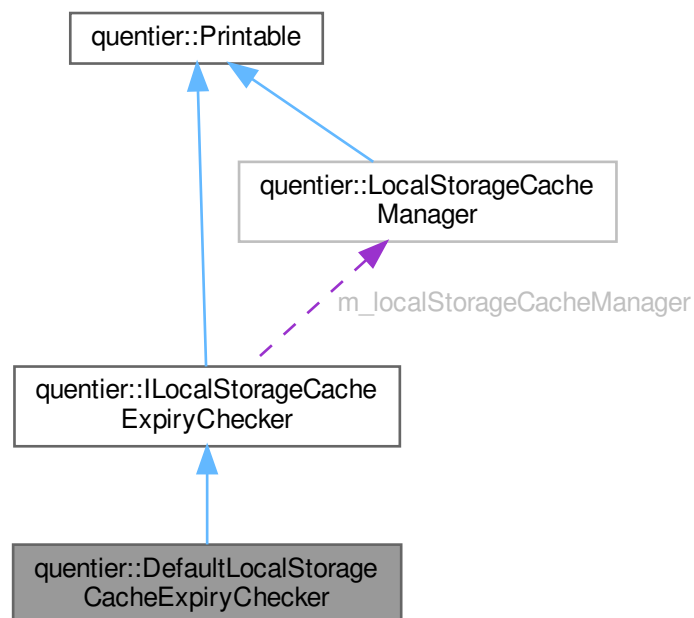 quentier::Printable
quentier::LocalStorageCache
Manager
m_localStorageCacheManager
quentier::ILocalStorageCache
ExpiryChecker
quentier::DefaultLocalStorage
CacheExpiryChecker